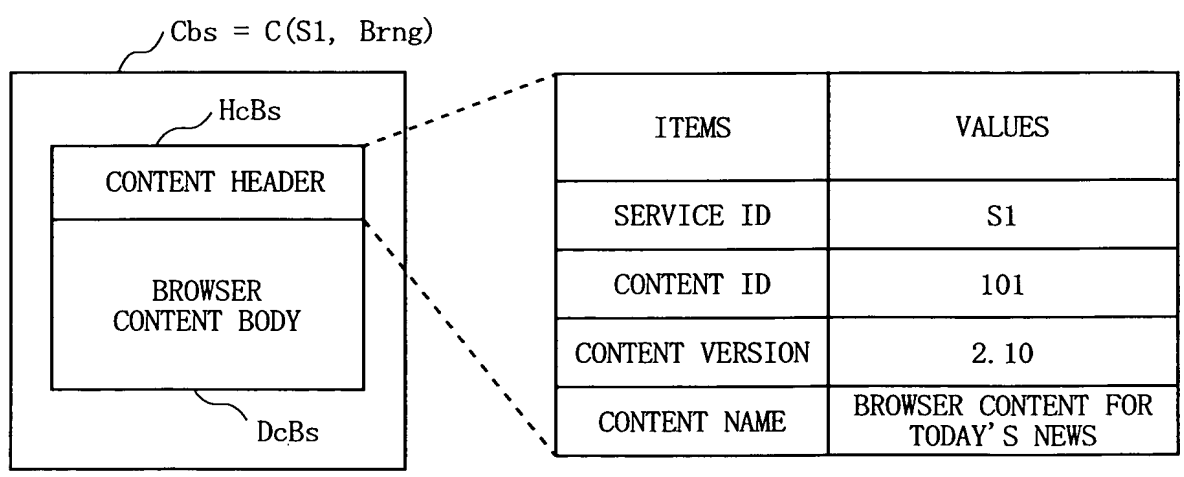 Cbs = C(S1, Brng)
HcBs
CONTENT HEADER
BROWSER
CONTENT BODY
DcBs
ITEMS VALUES
SERVICE ID S1
CONTENT ID 101
CONTENT VERSION 2.10
CONTENT NAME BROWSER CONTENT FOR
TODAY'S NEWS